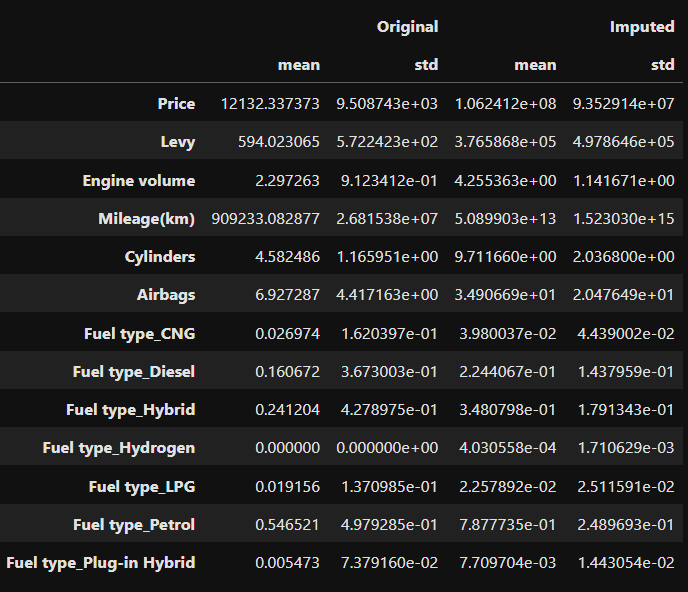 Original Imputed
mean std mean std
Price 12132.337373 9.508743e+03 1.062412e+08 9.352914e+07
Levy 594.023065 5.722423e+02 3.765868e+05 4.978646e+05
Engine volume 2.297263 9.123412e-01 4.255363e+00 1.141671e+00
Mileage(km) 909233.082877 2.681538e+07 5.089903e+13 1.523030e+15
Cylinders 4.582486 1.165951e+00 9.711660e+00 2.036800e+00
Airbags 6.927287 4.417163e+00 3.490669e+01 2.047649e+01
Fuel type_CNG 0.026974 1.620397e-01 3.980037e-02 4.439002e-02
Fuel type_Diesel 0.160672 3.673003e-01 2.244067e-01 1.437959e-01
Fuel type_Hybrid 0.241204 4.278975e-01 3.480798e-01 1.791343e-01
Fuel type_Hydrogen 0.000000 0.000000e+00 4.030558e-04 1.710629e-03
Fuel type_LPG 0.019156 1.370985e-01 2.257892e-02 2.511591e-02
Fuel type_Petrol 0.546521 4.979285e-01 7.877735e-01 2.489693e-01
Fuel type_Plug-in Hybrid 0.005473 7.379160e-02 7.709704e-03 1.443054e-02